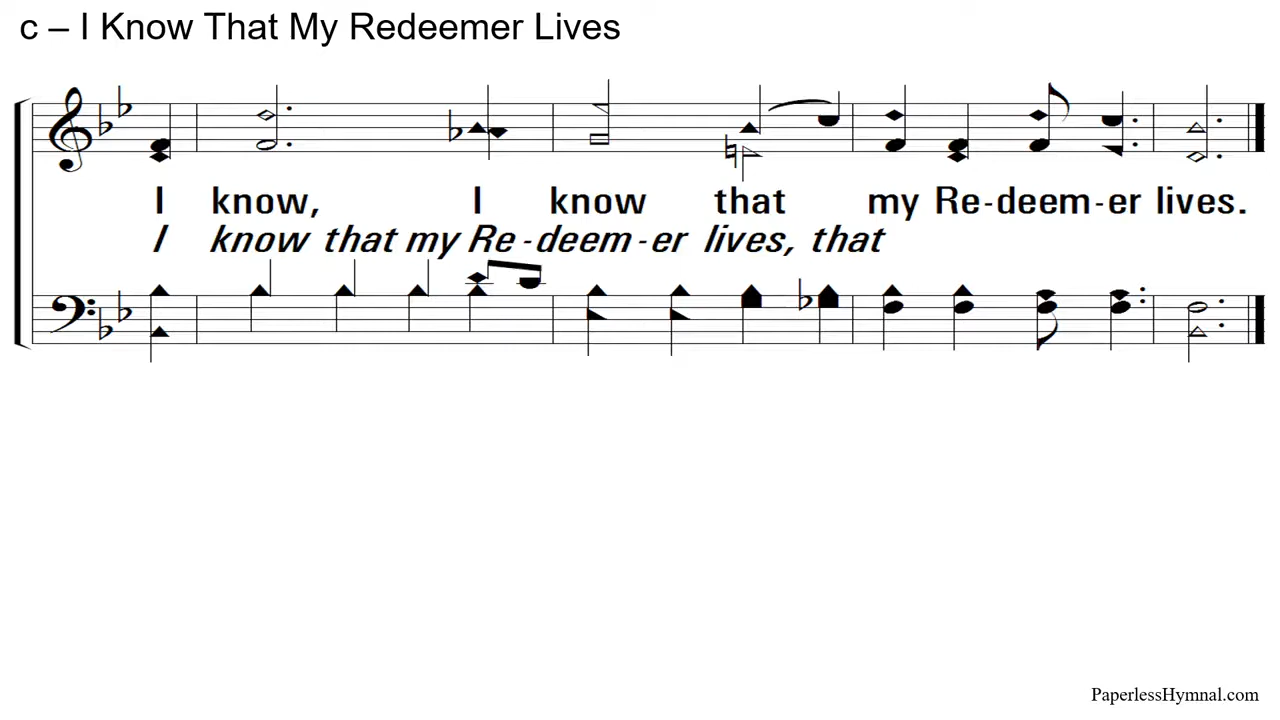 c – I Know That My Redeemer Lives
I know, I know that my Re-deem-er lives.
I know that my Re-deem-er lives, that
PaperlessHymnal.com